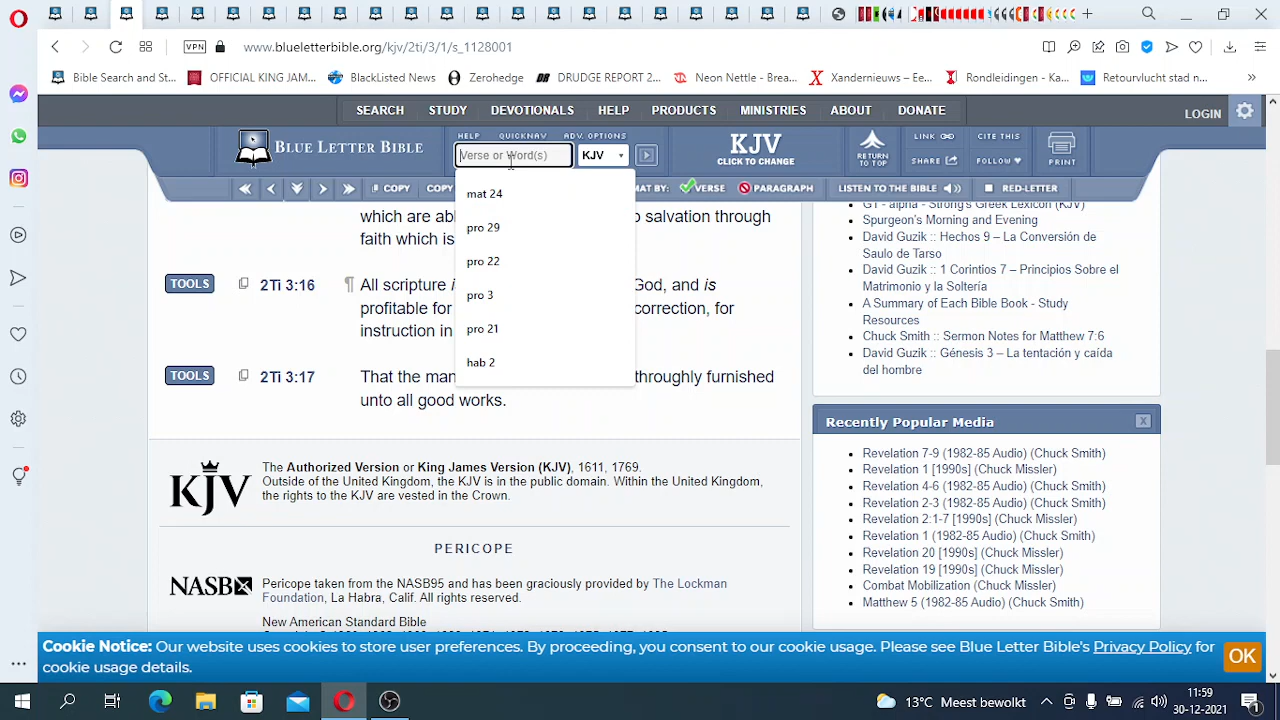 www.blueletterbible.org/kjv/2ti/3/1/s_1128001
VPN
Bible Search and St... OFFICIAL KING JAM... BlackListed News Zerohedge DRUDGE REPORT 2... Neon Nettle - Brea... Xandernieuws – Ee... Rondleidingen - Ka... Retourvlucht stad n... »
SEARCH STUDY DEVOTIONALS HELP PRODUCTS MINISTRIES ABOUT DONATE LOGIN
HELP QUICKNAV ADV. OPTIONS
BLUE LETTER BIBLE
Verse or Word(s) KJV
KJV
CLICK TO CHANGE
RETURN
TO TOP
LINK CITE THIS
SHARE FOLLOW
PRINT
COPY COPY MAT BY: VERSE PARAGRAPH LISTEN TO THE BIBLE RED-LETTER
mat 24
pro 29
pro 22
pro 3
pro 21
hab 2
which are ab o salvation through
faith which is
TOOLS 2Ti 3:16 ¶ All scripture God, and is
profitable for correction, for
instruction in
TOOLS 2Ti 3:17 That the man throughly furnished
unto all good works.
KJV
The Authorized Version or King James Version (KJV), 1611, 1769.
Outside of the United Kingdom, the KJV is in the public domain. Within the United Kingdom,
the rights to the KJV are vested in the Crown.
PERICOPE
NASB
Pericope taken from the NASB95 and has been graciously provided by The Lockman
Foundation, La Habra, Calif. All rights reserved.
New American Standard Bible
- alpha - Strong's Greek Lexicon (KJV)
Spurgeon's Morning and Evening
David Guzik :: Hechos 9 – La Conversión de
Saulo de Tarso
David Guzik :: 1 Corintios 7 – Principios Sobre el
Matrimonio y la Soltería
A Summary of Each Bible Book - Study
Resources
Chuck Smith :: Sermon Notes for Matthew 7:6
David Guzik :: Génesis 3 – La tentación y caída
del hombre
Recently Popular Media X
Revelation 7-9 (1982-85 Audio) (Chuck Smith)
Revelation 1 [1990s] (Chuck Missler)
Revelation 4-6 (1982-85 Audio) (Chuck Smith)
Revelation 2-3 (1982-85 Audio) (Chuck Smith)
Revelation 2:1-7 [1990s] (Chuck Missler)
Revelation 1 (1982-85 Audio) (Chuck Smith)
Revelation 20 [1990s] (Chuck Missler)
Revelation 19 [1990s] (Chuck Missler)
Combat Mobilization (Chuck Missler)
Matthew 5 (1982-85 Audio) (Chuck Smith)
Cookie Notice: Our website uses cookies to store user preferences. By proceeding, you consent to our cookie usage. Please see Blue Letter Bible's Privacy Policy for
cookie usage details.
OK
13°C Meest bewolkt
11:59
30-12-2021